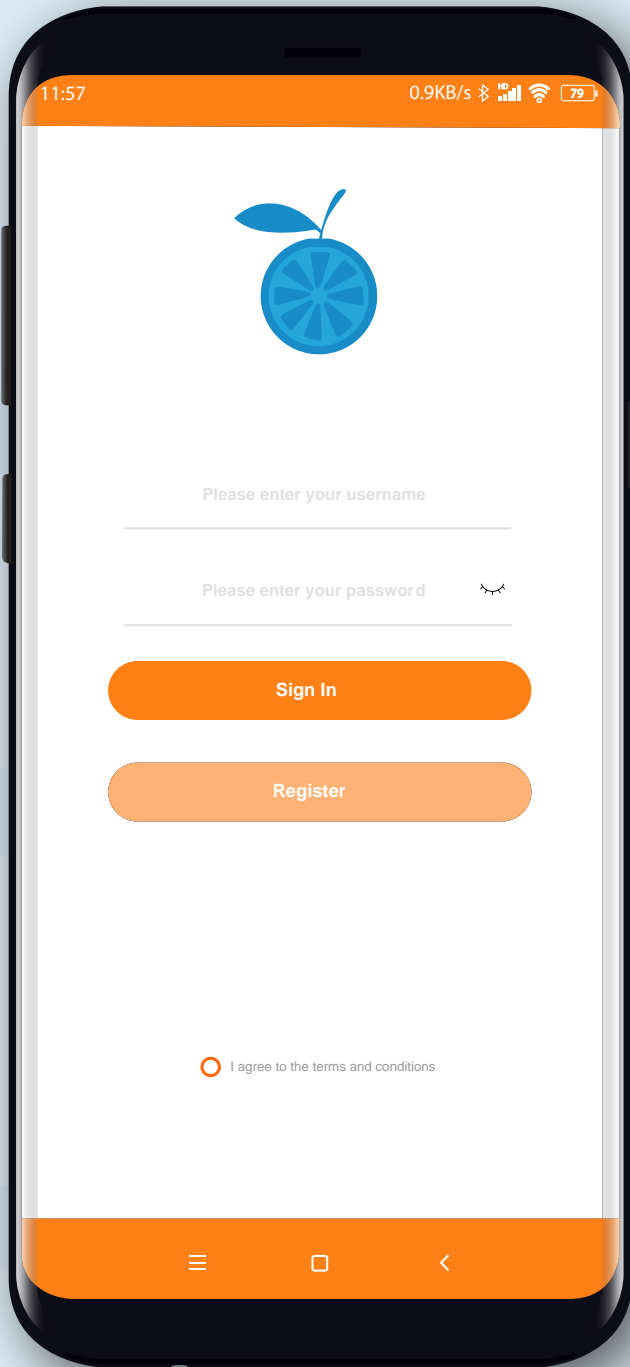 11:57
0.9KB/s HD 79
Please enter your username
Please enter your password
Sign In
Register
I agree to the terms and conditions